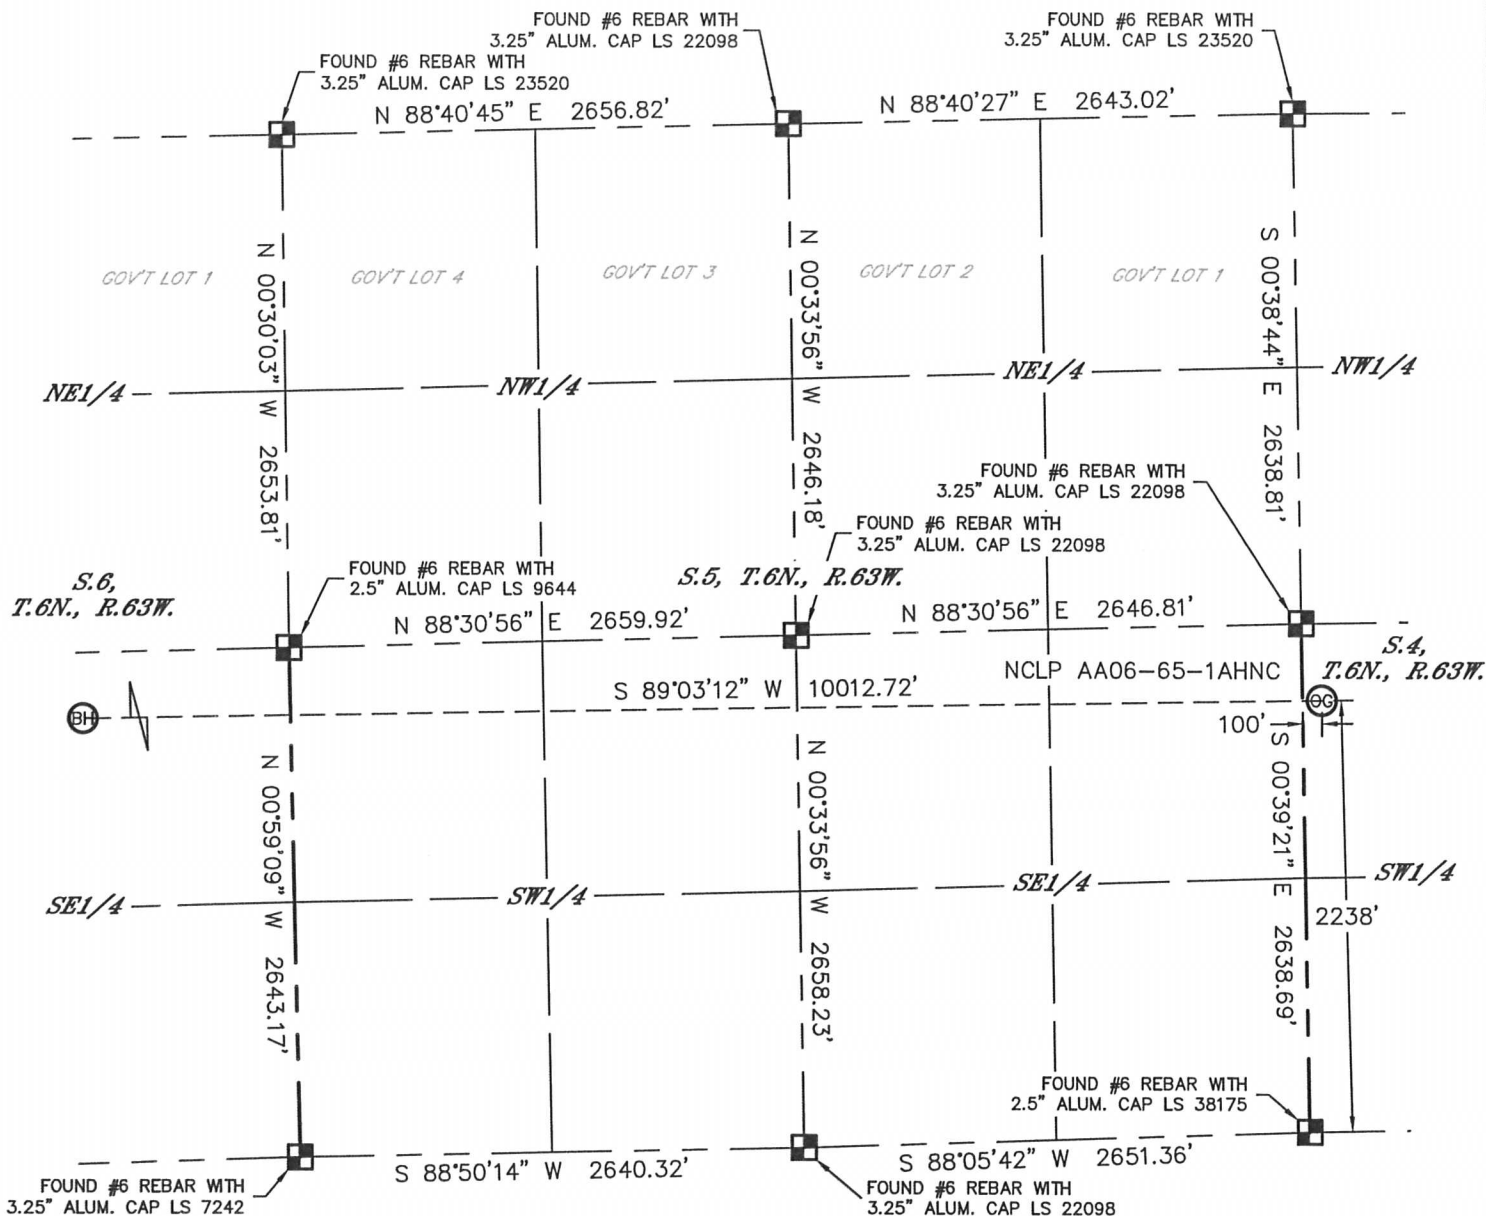 FOUND #6 REBAR WITH
3.25" ALUM. CAP LS 22098
FOUND #6 REBAR WITH
3.25" ALUM. CAP LS 23520
FOUND #6 REBAR WITH
3.25" ALUM. CAP LS 23520
N 88°40'45" E 2656.82'
N 88°40'27" E 2643.02'
N 00°30'03" W 2653.81'
N 00°33'56" W 2646.18'
S 00°38'44" E 2638.81'
GOV'T LOT 1
GOV'T LOT 4
GOV'T LOT 3
GOV'T LOT 2
GOV'T LOT 1
NE1/4
NW1/4
NE1/4
NW1/4
FOUND #6 REBAR WITH
3.25" ALUM. CAP LS 22098
FOUND #6 REBAR WITH
3.25" ALUM. CAP LS 22098
FOUND #6 REBAR WITH
2.5" ALUM. CAP LS 9644
S.6,
T.6N., R.63W.
S.5, T.6N., R.63W.
N 88°30'56" E 2659.92'
N 88°30'56" E 2646.81'
S.4,
T.6N., R.63W.
NCLP AA06-65-1AHNC
S 89°03'12" W 10012.72'
BH
OG
100'
N 00°59'09" W 2643.17'
N 00°33'56" W 2658.23'
S 00°39'21" E 2638.69'
SE1/4
SW1/4
SE1/4
SW1/4
2238'
FOUND #6 REBAR WITH
2.5" ALUM. CAP LS 38175
S 88°50'14" W 2640.32'
S 88°05'42" W 2651.36'
FOUND #6 REBAR WITH
3.25" ALUM. CAP LS 7242
FOUND #6 REBAR WITH
3.25" ALUM. CAP LS 22098